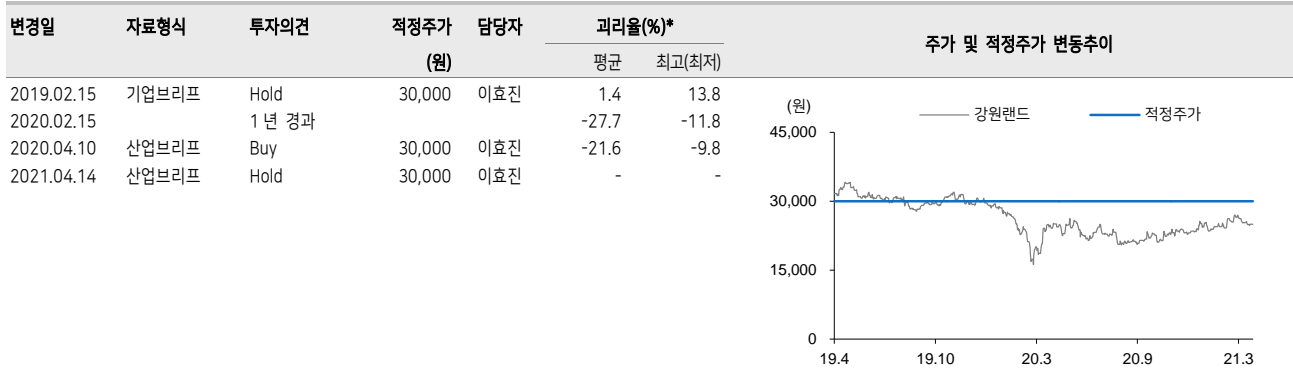 변경일 자료형식 투자의견 적정주가 담당자 괴리율(%)* 주가 및 적정주가 변동추이
(원) 평균 최고(최저)
2019.02.15 기업브리프 Hold 30,000 이효진 1.4 13.8
2020.02.15 1년 경과 -27.7 -11.8
2020.04.10 산업브리프 Buy 30,000 이효진 -21.6 -9.8
2021.04.14 산업브리프 Hold 30,000 이효진 - -
(원) 강원랜드 적정주가
45,000
30,000
15,000
0
19.4 19.10 20.3 20.9 21.3